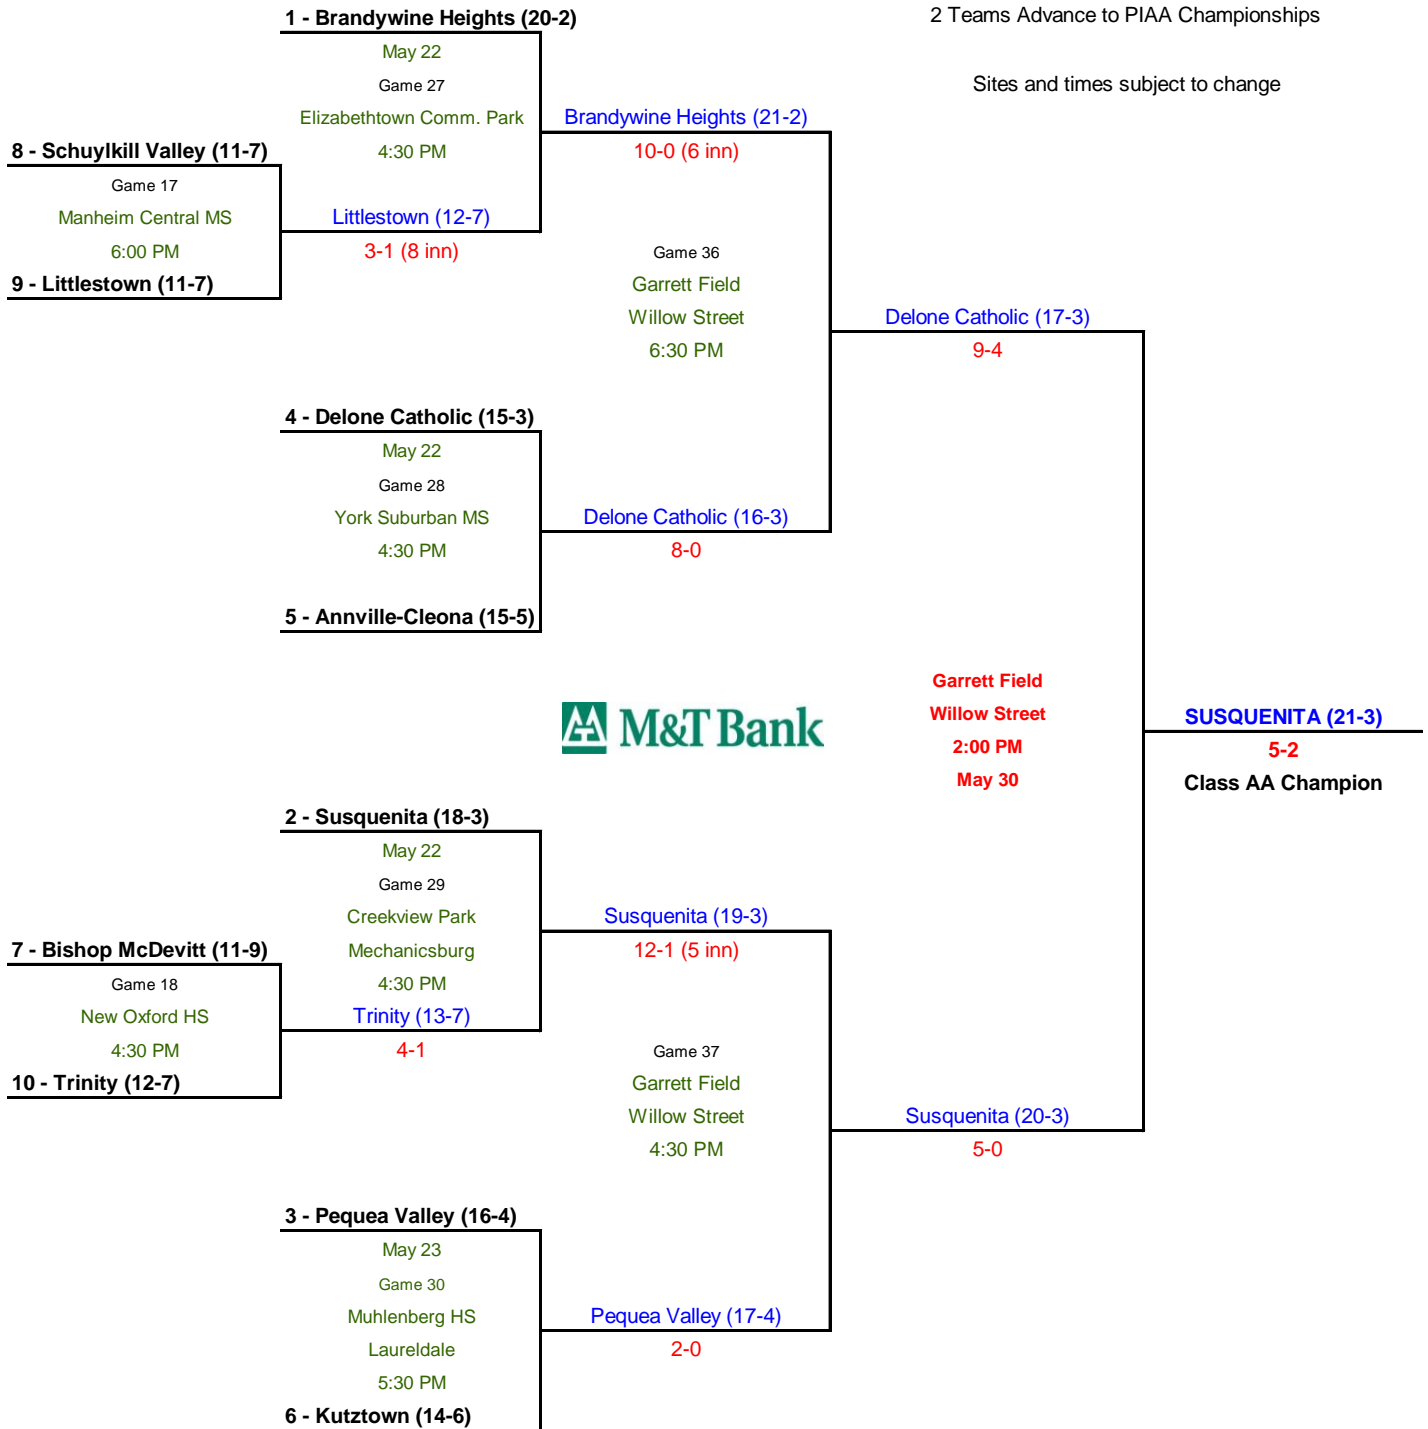 1 - Brandywine Heights (20-2)
2 Teams Advance to PIAA Championships
May 22
Game 27
Sites and times subject to change
Elizabethtown Comm. Park
Brandywine Heights (21-2)
8 - Schuylkill Valley (11-7)
4:30 PM
10-0 (6 inn)
Game 17
Manheim Central MS
Littlestown (12-7)
6:00 PM
3-1 (8 inn)
Game 36
9 - Littlestown (11-7)
Garrett Field
Willow Street
Delone Catholic (17-3)
6:30 PM
9-4
4 - Delone Catholic (15-3)
May 22
Game 28
York Suburban MS
Delone Catholic (16-3)
4:30 PM
8-0
5 - Annville-Cleona (15-5)
Garrett Field
M&T Bank
Willow Street
SUSQUENITA (21-3)
2:00 PM
5-2
May 30
Class AA Champion
2 - Susquenita (18-3)
May 22
Game 29
Creekview Park
Susquenita (19-3)
7 - Bishop McDevitt (11-9)
Mechanicsburg
12-1 (5 inn)
Game 18
4:30 PM
New Oxford HS
Trinity (13-7)
4:30 PM
4-1
Game 37
10 - Trinity (12-7)
Garrett Field
Willow Street
Susquenita (20-3)
4:30 PM
5-0
3 - Pequea Valley (16-4)
May 23
Game 30
Muhlenberg HS
Pequea Valley (17-4)
Laureldale
2-0
5:30 PM
6 - Kutztown (14-6)